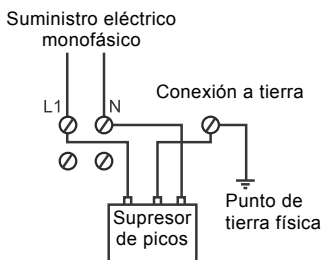 Suministro eléctrico
monofásico
Conexión a tierra
L1
N
Punto de
tierra física
Supresor
de picos